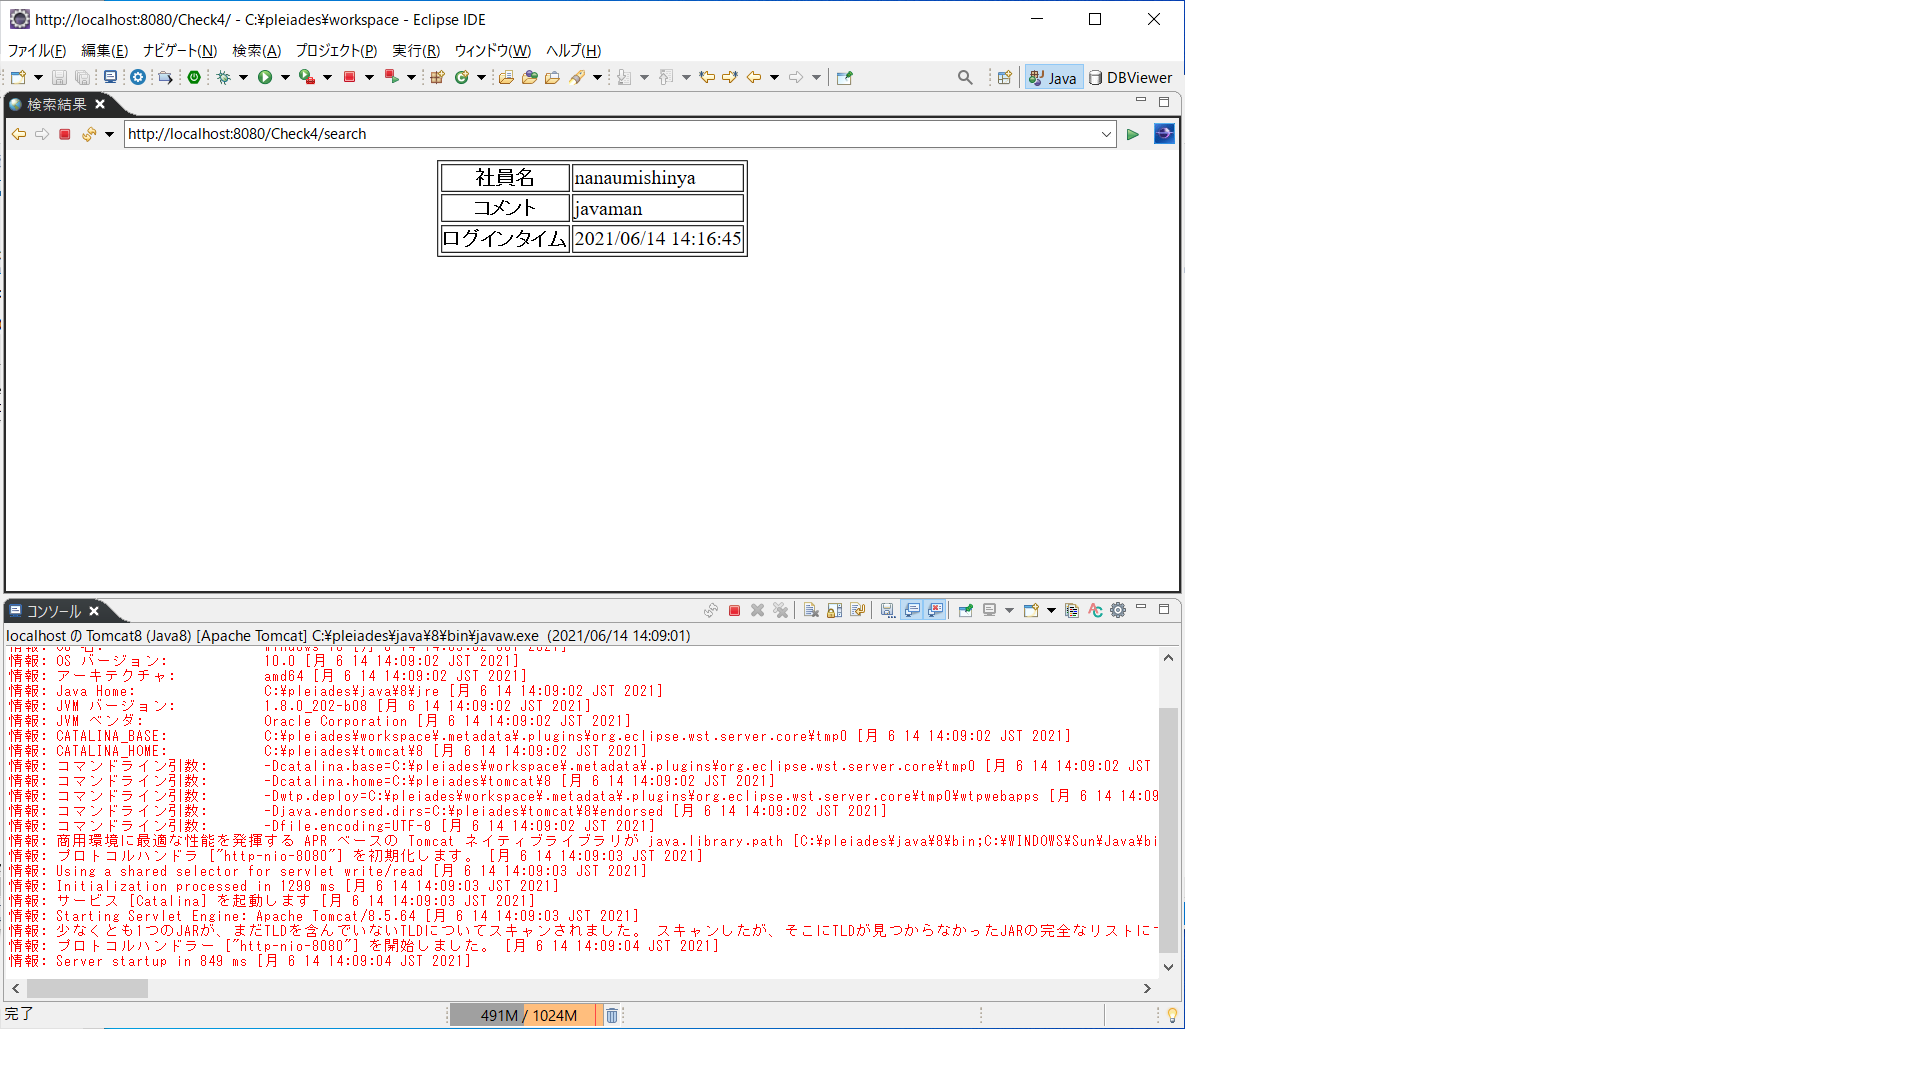 http://localhost:8080/Check4/ - C:¥pleiades¥workspace - Eclipse IDE
ファイル(F) 編集(E) ナビゲート(N) 検索(A) プロジェクト(P) 実行(R) ウィンドウ(W) ヘルプ(H)
Java DBViewer
検索結果
http://localhost:8080/Check4/search
社員名 nanaumishinya
コメント javaman
ログインタイム 2021/06/14 14:16:45
コンソール
localhost の Tomcat8 (Java8) [Apache Tomcat] C:¥pleiades¥java¥8¥bin¥javaw.exe (2021/06/14 14:09:01)
情報: OS 名: Windows 10 [月 6 14 14:09:02 JST 2021]
情報: OS バージョン: 10.0 [月 6 14 14:09:02 JST 2021]
情報: アーキテクチャ: amd64 [月 6 14 14:09:02 JST 2021]
情報: Java Home: C:¥pleiades¥java¥8¥jre [月 6 14 14:09:02 JST 2021]
情報: JVM バージョン: 1.8.0_202-b08 [月 6 14 14:09:02 JST 2021]
情報: JVM ベンダ: Oracle Corporation [月 6 14 14:09:02 JST 2021]
情報: CATALINA_BASE: C:¥pleiades¥workspace¥.metadata¥.plugins¥org.eclipse.wst.server.core¥tmp0 [月 6 14 14:09:02 JST 2021]
情報: CATALINA_HOME: C:¥pleiades¥tomcat¥8 [月 6 14 14:09:02 JST 2021]
情報: コマンドライン引数: -Dcatalina.base=C:¥pleiades¥workspace¥.metadata¥.plugins¥org.eclipse.wst.server.core¥tmp0 [月 6 14 14:09:02 JST
情報: コマンドライン引数: -Dcatalina.home=C:¥pleiades¥tomcat¥8 [月 6 14 14:09:02 JST 2021]
情報: コマンドライン引数: -Dwtp.deploy=C:¥pleiades¥workspace¥.metadata¥.plugins¥org.eclipse.wst.server.core¥tmp0¥wtpwebapps [月 6 14 14:09
情報: コマンドライン引数: -Djava.endorsed.dirs=C:¥pleiades¥tomcat¥8¥endorsed [月 6 14 14:09:02 JST 2021]
情報: コマンドライン引数: -Dfile.encoding=UTF-8 [月 6 14 14:09:02 JST 2021]
情報: 商用環境に最適な性能を発揮する APR ベースの Tomcat ネイティブライブラリが java.library.path [C:¥pleiades¥java¥8¥bin;C:¥WINDOWS¥Sun¥Java¥bi
情報: プロトコルハンドラ ["http-nio-8080"] を初期化します。 [月 6 14 14:09:03 JST 2021]
情報: Using a shared selector for servlet write/read [月 6 14 14:09:03 JST 2021]
情報: Initialization processed in 1298 ms [月 6 14 14:09:03 JST 2021]
情報: サービス [Catalina] を起動します [月 6 14 14:09:03 JST 2021]
情報: Starting Servlet Engine: Apache Tomcat/8.5.64 [月 6 14 14:09:03 JST 2021]
情報: 少なくとも1つのJARが、まだTLDを含んでいないTLDについてスキャンされました。 スキャンしたが、そこにTLDが見つからなかったJARの完全なリストに
情報: プロトコルハンドラー ["http-nio-8080"] を開始しました。 [月 6 14 14:09:04 JST 2021]
情報: Server startup in 849 ms [月 6 14 14:09:04 JST 2021]
完了 491M / 1024M